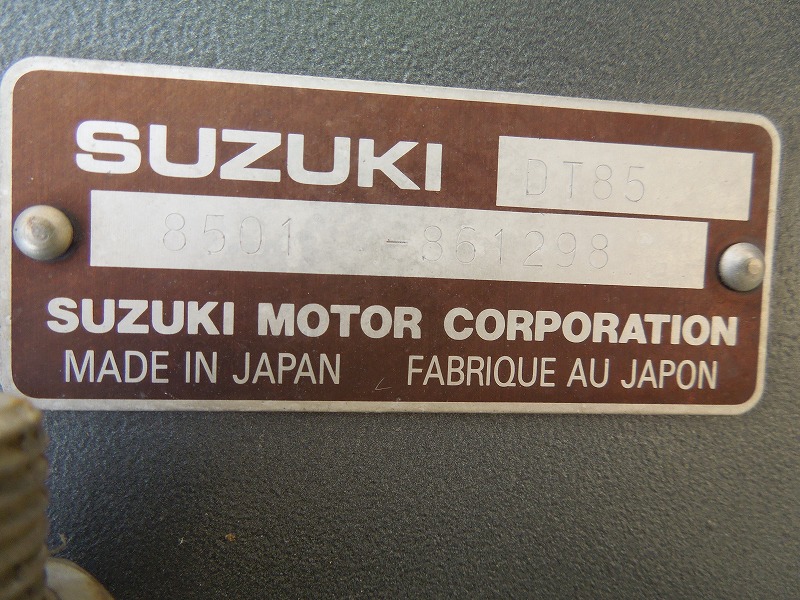 SUZUKI DT85
8501 -861298
SUZUKI MOTOR CORPORATION
MADE IN JAPAN FABRIQUE AU JAPON